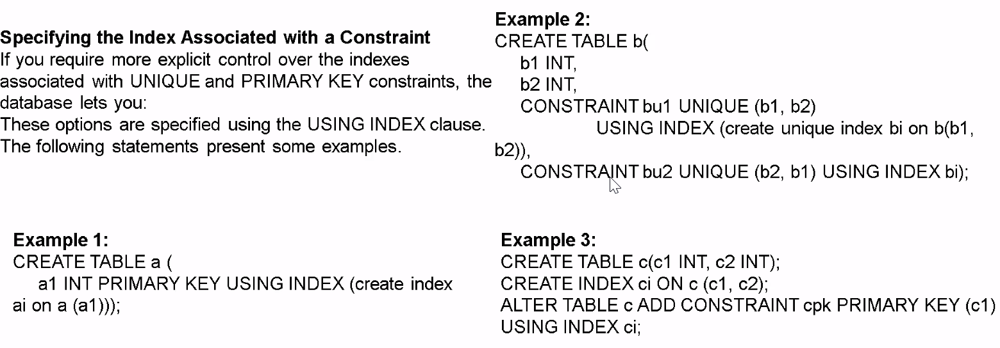 Specifying the Index Associated with a Constraint
If you require more explicit control over the indexes
associated with UNIQUE and PRIMARY KEY constraints, the
database lets you:
These options are specified using the USING INDEX clause.
The following statements present some examples.
Example 1:
CREATE TABLE a (
a1 INT PRIMARY KEY USING INDEX (create index
ai on a (a1)));
Example 2:
CREATE TABLE b(
b1 INT,
b2 INT,
CONSTRAINT bu1 UNIQUE (b1, b2)
USING INDEX (create unique index bi on b(b1,
b2)),
CONSTRAINT bu2 UNIQUE (b2, b1) USING INDEX bi);
Example 3:
CREATE TABLE c(c1 INT, c2 INT);
CREATE INDEX ci ON c (c1, c2);
ALTER TABLE c ADD CONSTRAINT cpk PRIMARY KEY (c1)
USING INDEX ci;